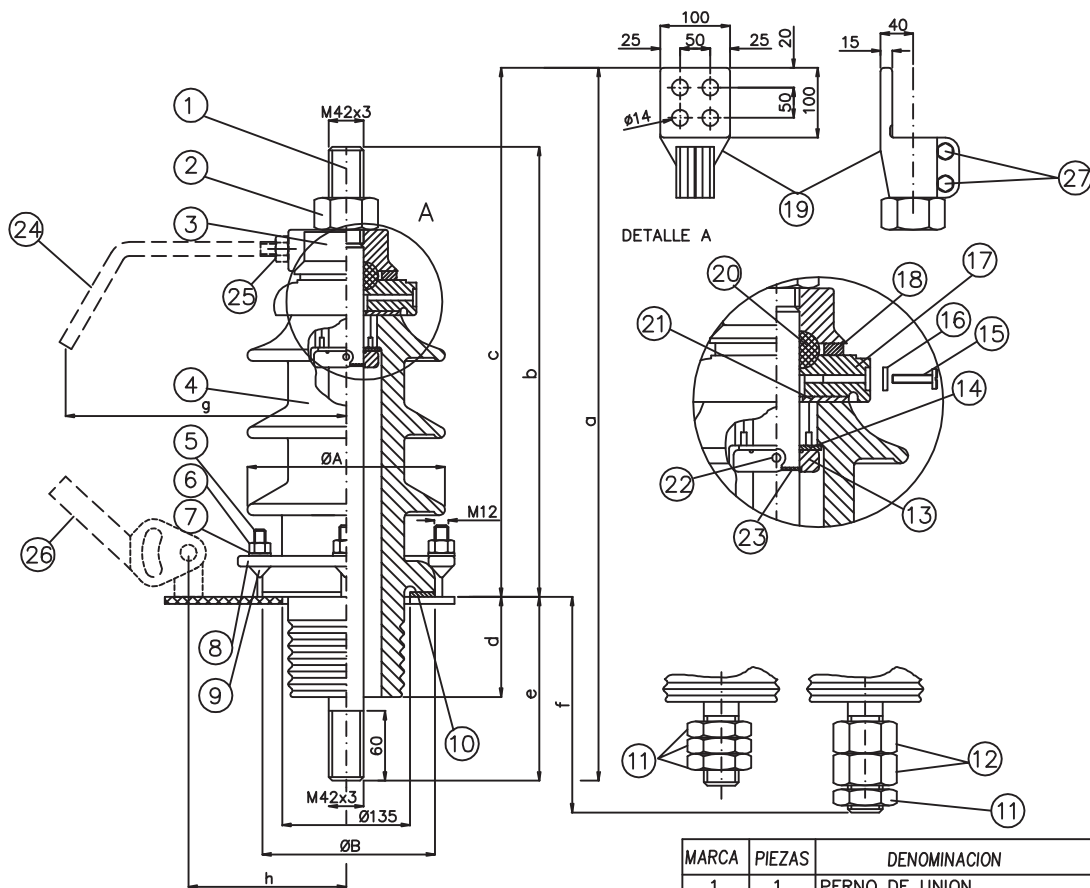 100
25
50
25
20
40
15
50
100
ø14
M42x3
1
2
3
A
24
25
4
g
ØA
5
6
7
M12
26
8
9
10
c
b
a
d
e
f
60
M42x3
Ø135
ØB
h
19
27
DETALLE A
20
21
18
17
16
15
14
22
23
13
11
12
11
MARCA PIEZAS DENOMINACION
1 1 PERNO DE UNION